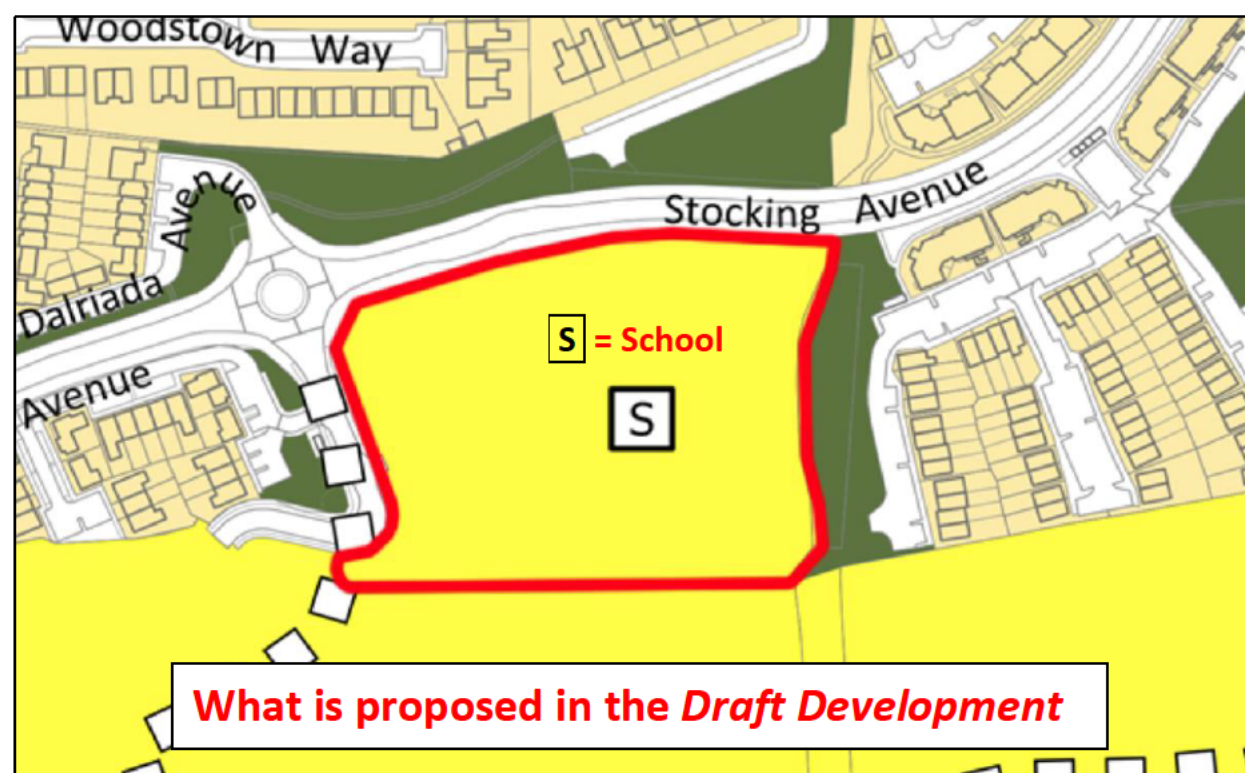 Woodstown Way
Avenue
Stocking Avenue
Dalriada
S = School
Avenue
S
What is proposed in the Draft Development